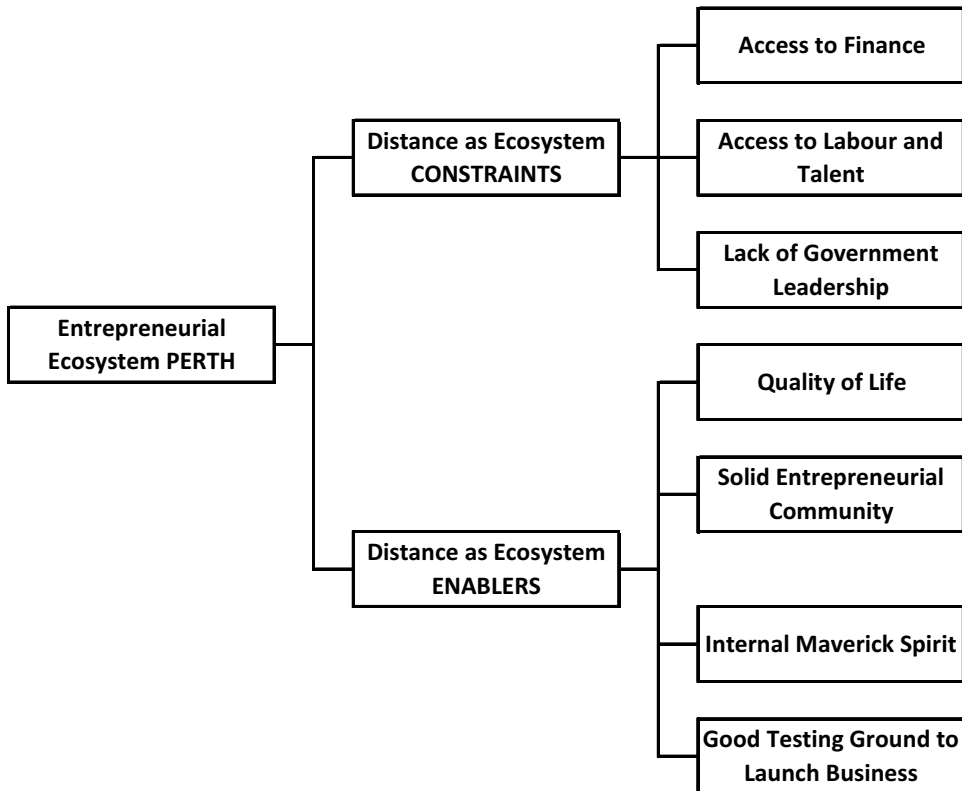 Access to Finance
Distance as Ecosystem
CONSTRAINTS
Access to Labour and
Talent
Lack of Government
Leadership
Entrepreneurial
Ecosystem PERTH
Quality of Life
Solid Entrepreneurial
Community
Distance as Ecosystem
ENABLERS
Internal Maverick Spirit
Good Testing Ground to
Launch Business